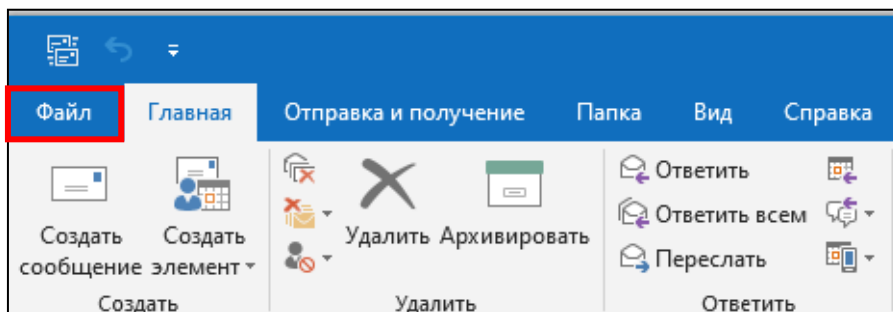 Файл Главная Отправка и получение Папка Вид Справка
Создать сообщение
Создать элемент
Удалить
Архивировать
Ответить
Ответить всем
Переслать
Создать
Удалить
Ответить